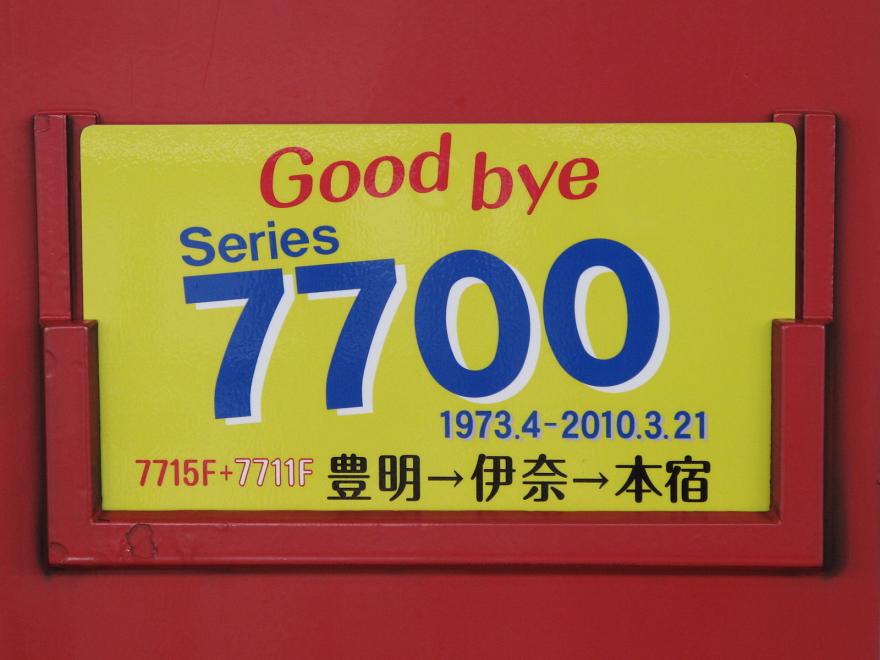 Good bye
Series
7700
1973.4-2010.3.21
7715F+7711F 豊明→伊奈→本宿